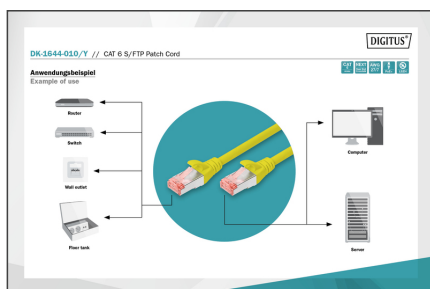 DIGITUS®
DK-1644-010/Y // CAT 6 S/FTP Patch Cord
Anwendungsbeispiel
Example of use
Router
Switch
Wall outlet
Floor tank
Computer
Server